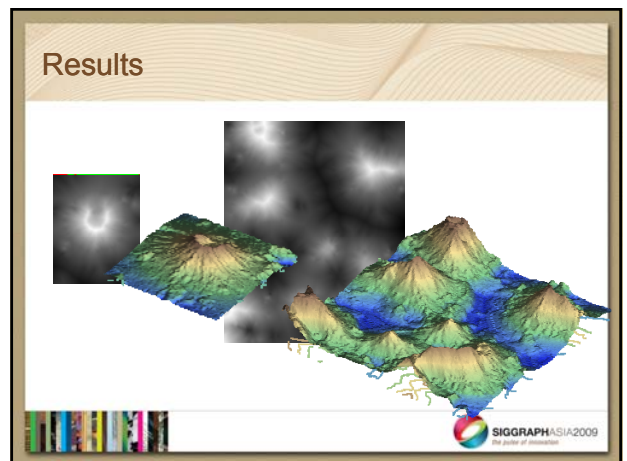 Results
SIGGRAPHASIA2009
the pulse of innovation